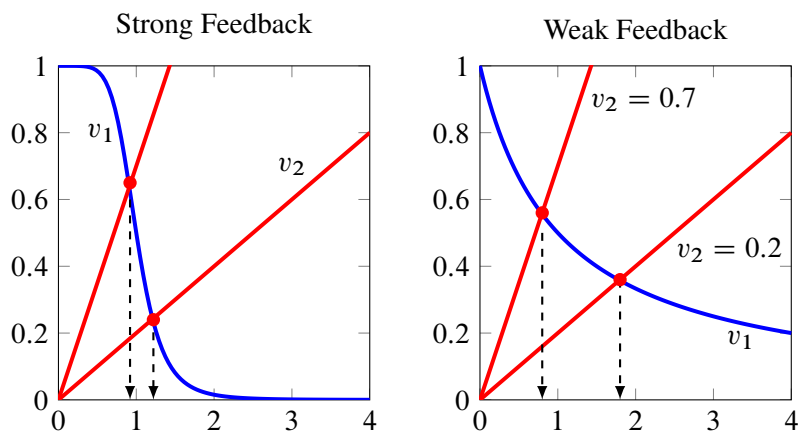 Strong Feedback
1
0.8
0.6
0.4
0.2
0
0 1 2 3 4
v₁
v₂
Weak Feedback
1
0.8
0.6
0.4
0.2
0
0 1 2 3 4
v₂ = 0.7
v₂ = 0.2
v₁